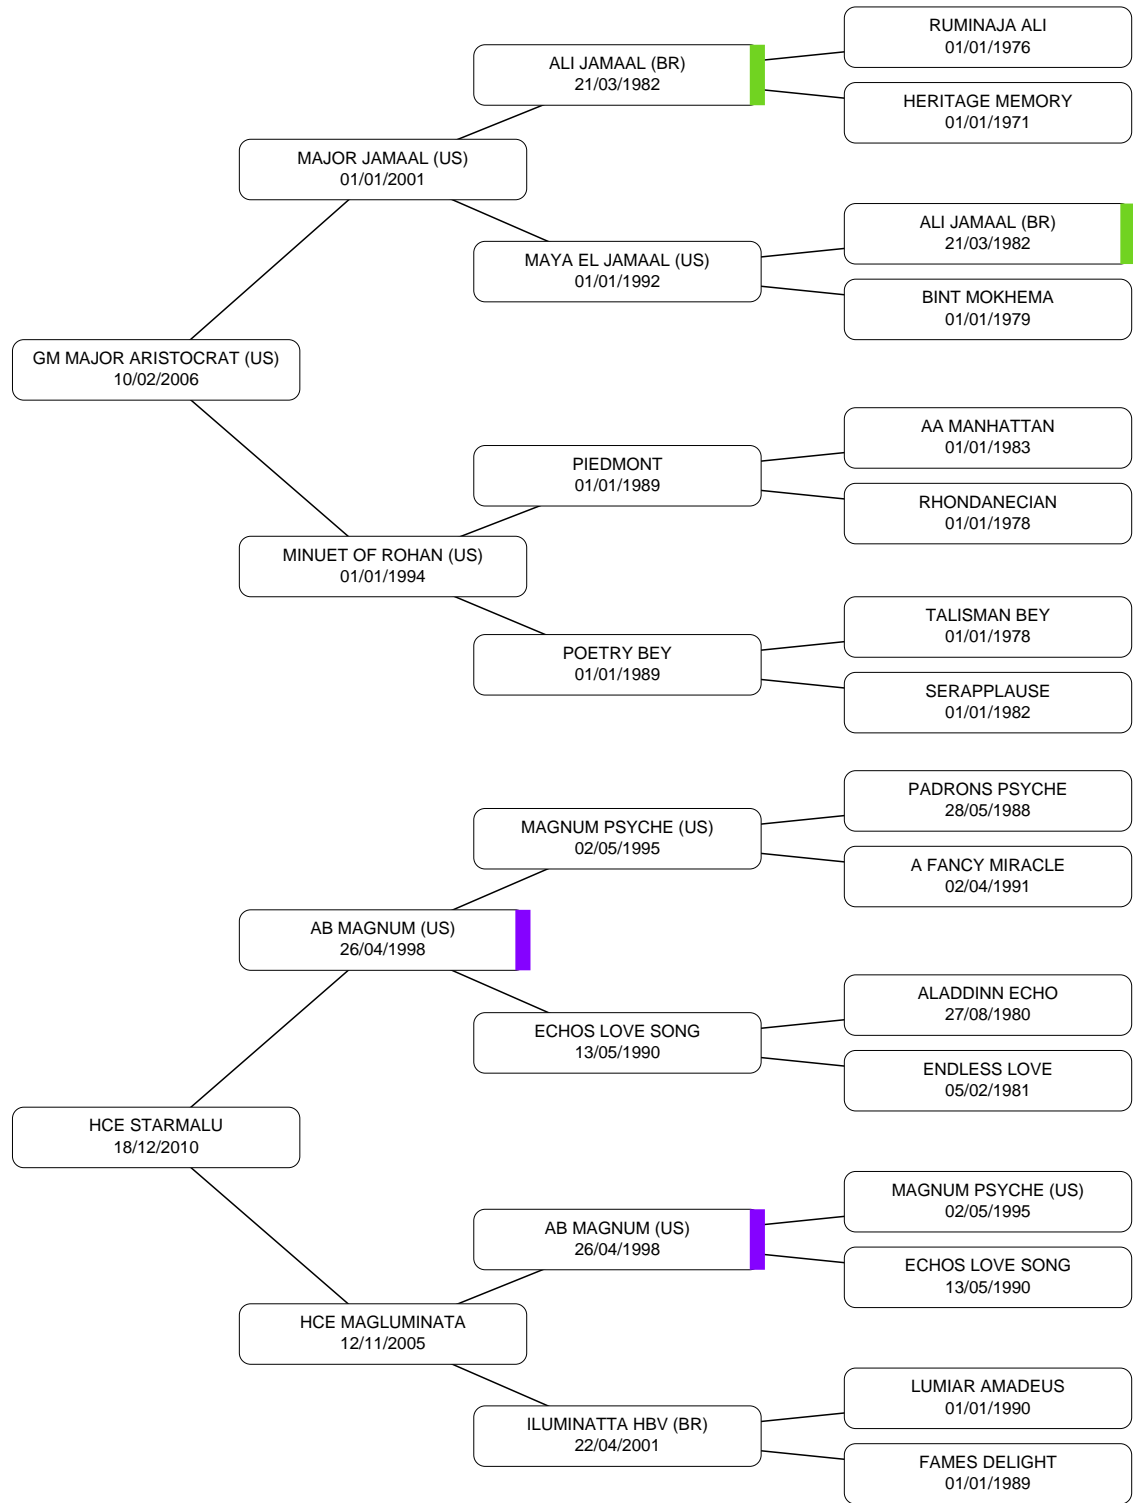 RUMINAJA ALI
01/01/1976
ALI JAMAAL (BR)
21/03/1982
HERITAGE MEMORY
01/01/1971
MAJOR JAMAAL (US)
01/01/2001
ALI JAMAAL (BR)
21/03/1982
MAYA EL JAMAAL (US)
01/01/1992
BINT MOKHEMA
01/01/1979
GM MAJOR ARISTOCRAT (US)
10/02/2006
AA MANHATTAN
01/01/1983
PIEDMONT
01/01/1989
RHONDANECIAN
01/01/1978
MINUET OF ROHAN (US)
01/01/1994
TALISMAN BEY
01/01/1978
POETRY BEY
01/01/1989
SERAPPLAUSE
01/01/1982
PADRONS PSYCHE
28/05/1988
MAGNUM PSYCHE (US)
02/05/1995
A FANCY MIRACLE
02/04/1991
AB MAGNUM (US)
26/04/1998
ALADDINN ECHO
27/08/1980
ECHOS LOVE SONG
13/05/1990
ENDLESS LOVE
05/02/1981
HCE STARMALU
18/12/2010
MAGNUM PSYCHE (US)
02/05/1995
AB MAGNUM (US)
26/04/1998
ECHOS LOVE SONG
13/05/1990
HCE MAGLUMINATA
12/11/2005
LUMIAR AMADEUS
01/01/1990
ILUMINATTA HBV (BR)
22/04/2001
FAMES DELIGHT
01/01/1989